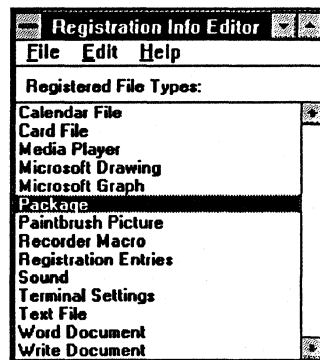 Registration Info Editor
File Edit Help
Registered File Types:
Calendar File
Card File
Media Player
Microsoft Drawing
Microsoft Graph
Package
Paintbrush Picture
Recorder Macro
Registration Entries
Sound
Terminal Settings
Text File
Word Document
Write Document